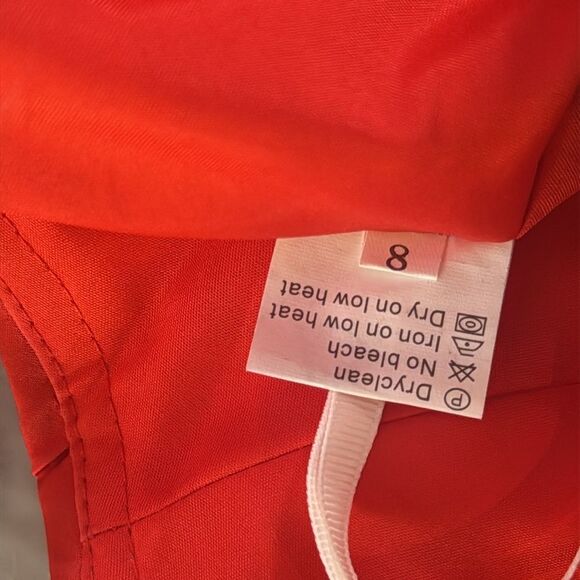 Ⓟ Dryclean
No bleach
Iron on low heat
Dry on low heat
8